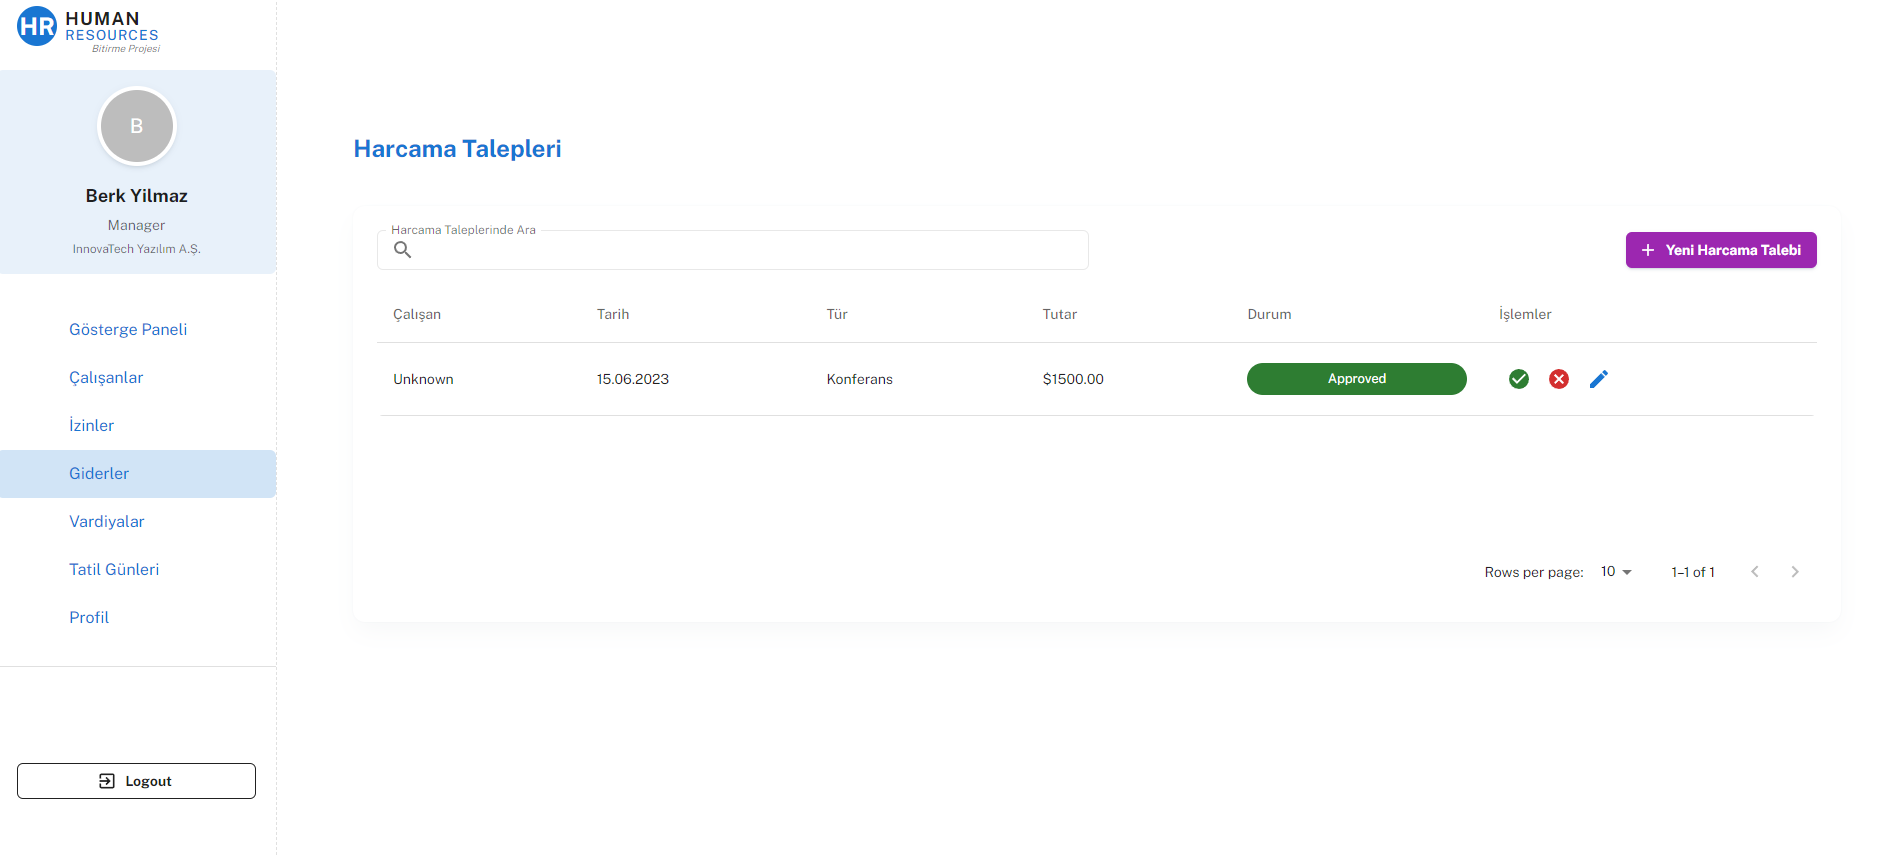 HR HUMAN
RESOURCES
Bitirme Projesi
B
Berk Yilmaz
Manager
InnovaTech Yazılım A.Ş.
Gösterge Paneli
Çalışanlar
İzinler
Giderler
Vardiyalar
Tatil Günleri
Profil
Logout
Harcama Talepleri
Harcama Taleplerinde Ara
Yeni Harcama Talebi
Çalışan Tarih Tür Tutar Durum İşlemler
Unknown 15.06.2023 Konferans $1500.00 Approved
Rows per page: 10 1–1 of 1